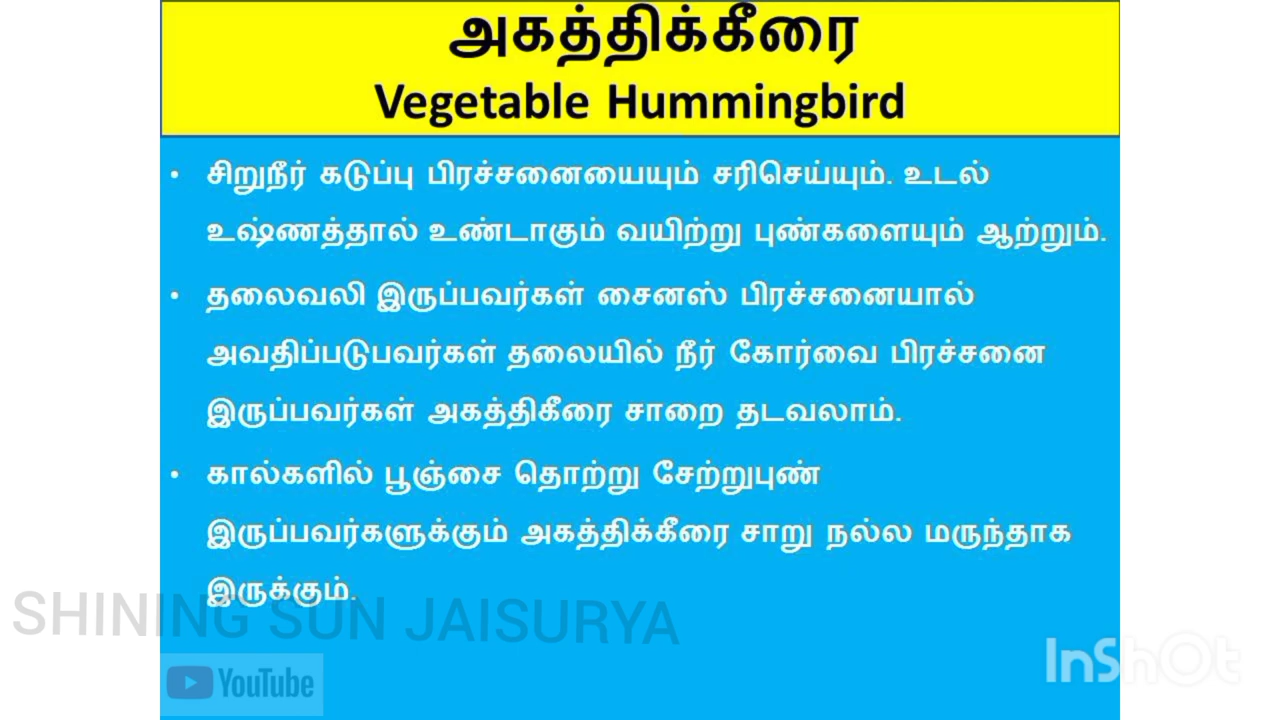 அகத்திக்கீரை
Vegetable Hummingbird
• சிறுநீர் கடுப்பு பிரச்சனையையும் சரிசெய்யும். உடல்
உஷ்ணத்தால் உண்டாகும் வயிற்று புண்களையும் ஆற்றும்.
• தலைவலி இருப்பவர்கள் சைனஸ் பிரச்சனையால்
அவதிப்படுபவர்கள் தலையில் நீர் கோர்வை பிரச்சனை
இருப்பவர்கள் அகத்திகீரை சாறை தடவலாம்.
• கால்களில் பூஞ்சை தொற்று சேற்றுபுண்
இருப்பவர்களுக்கும் அகத்திக்கீரை சாறு நல்ல மருந்தாக
இருக்கும்.
SHINING SUN JAISURYA
YouTube
InShOt